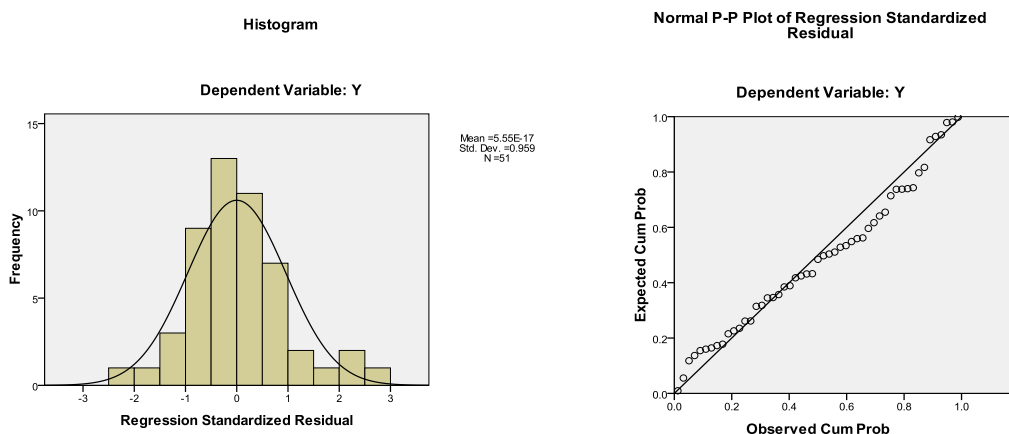 Histogram
Dependent Variable: Y
Mean =5.55E-17
Std. Dev. =0.959
N =51
Frequency
15
10
5
0
-3 -2 -1 0 1 2 3
Regression Standardized Residual
Normal P-P Plot of Regression Standardized
Residual
Dependent Variable: Y
Expected Cum Prob
1.0
0.8
0.6
0.4
0.2
0.0
0.0 0.2 0.4 0.6 0.8 1.0
Observed Cum Prob